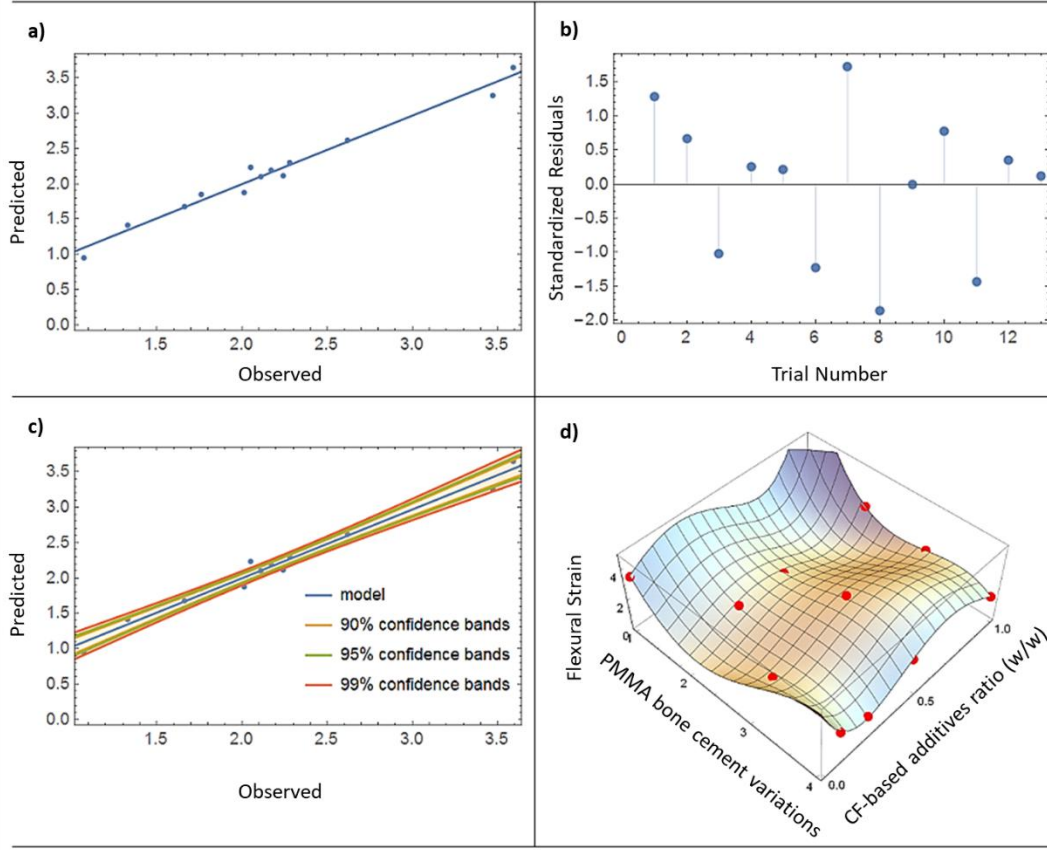 a)
Predicted
3.5
3.0
2.5
2.0
1.5
1.0
0.5
0.0
1.5 2.0 2.5 3.0 3.5
Observed
b)
Standardized Residuals
1.5
1.0
0.5
0.0
−0.5
−1.0
−1.5
−2.0
0 2 4 6 8 10 12
Trial Number
c)
Predicted
3.5
3.0
2.5
2.0
1.5
1.0
0.5
0.0
model
90% confidence bands
95% confidence bands
99% confidence bands
1.5 2.0 2.5 3.0 3.5
Observed
d)
Flexural Strain
4
2
0
1
2
3
4
PMMA bone cement variations
0.0
0.5
1.0
CF-based additives ratio (w/w)